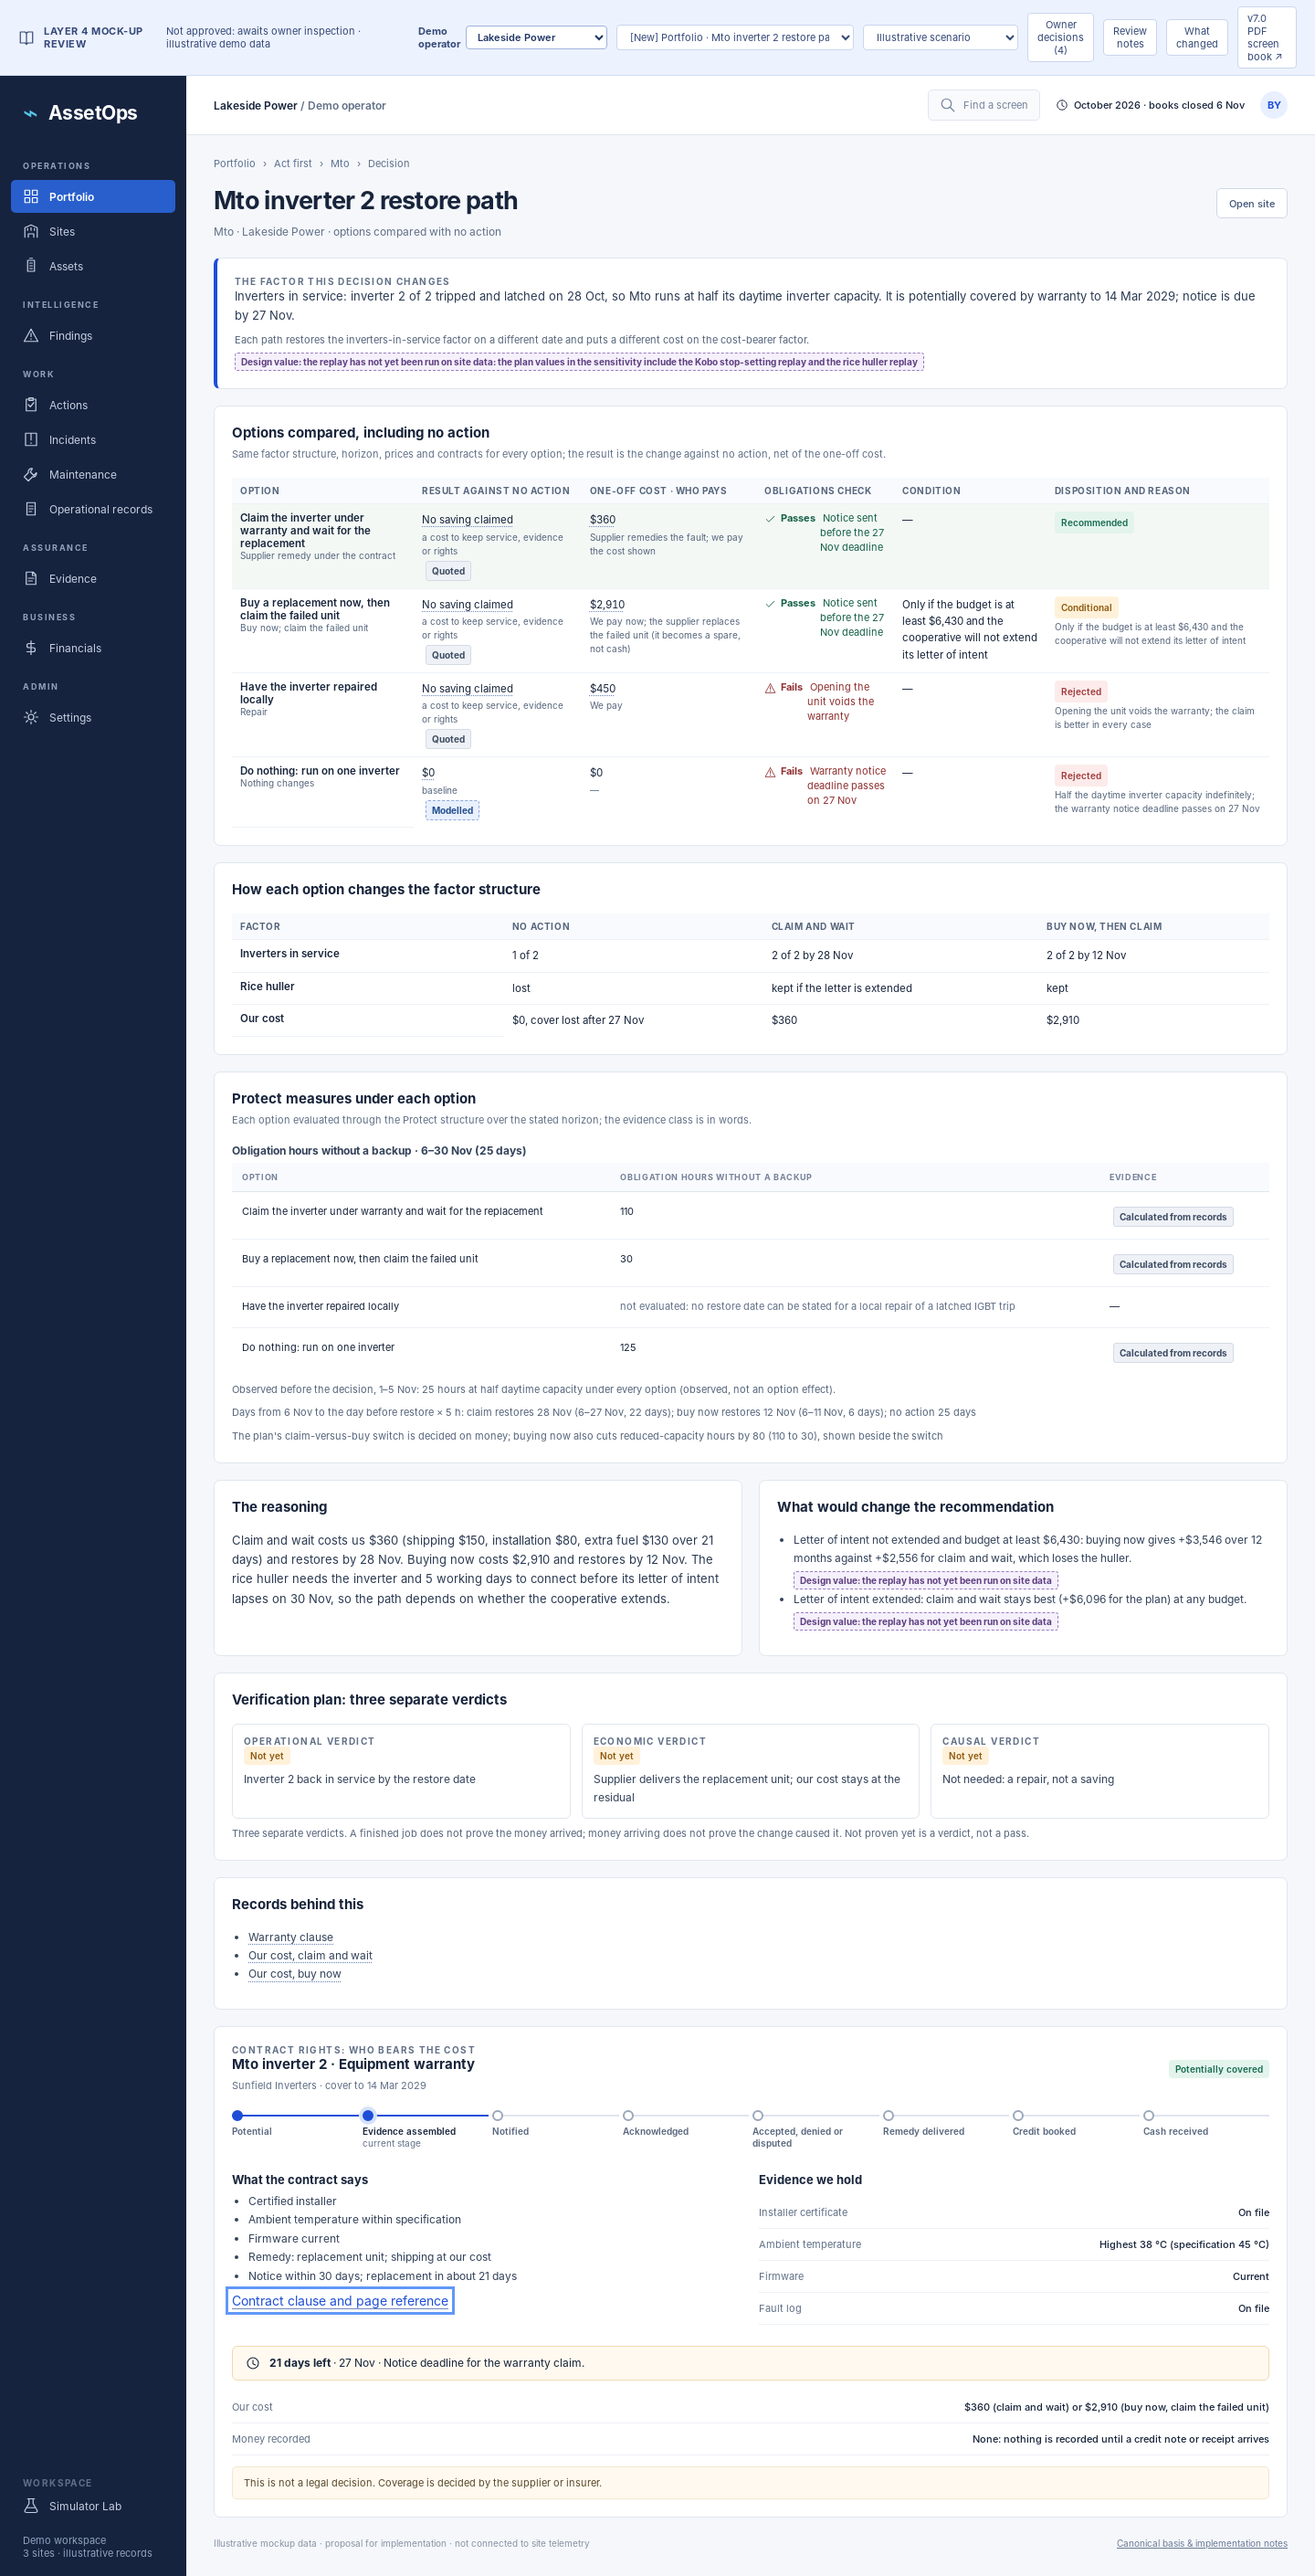 LAYER 4 MOCK-UP
REVIEW
Not approved: awaits owner inspection ·
illustrative demo data
Demo
operator
Lakeside Power
[New] Portfolio · Mto inverter 2 restore pa
Illustrative scenario
Owner
decisions
(4)
Review
notes
What
changed
v7.0
PDF
screen
book ↗
AssetOps
OPERATIONS
Portfolio
Sites
Assets
INTELLIGENCE
Findings
WORK
Actions
Incidents
Maintenance
Operational records
ASSURANCE
Evidence
BUSINESS
Financials
ADMIN
Settings
WORKSPACE
Simulator Lab
Demo workspace
3 sites · illustrative records
Lakeside Power / Demo operator
Find a screen
October 2026 · books closed 6 Nov
BY
Portfolio › Act first › Mto › Decision
Mto inverter 2 restore path
Open site
Mto · Lakeside Power · options compared with no action
THE FACTOR THIS DECISION CHANGES
Inverters in service: inverter 2 of 2 tripped and latched on 28 Oct, so Mto runs at half its daytime inverter capacity. It is potentially covered by warranty to 14 Mar 2029; notice is due
by 27 Nov.
Each path restores the inverters-in-service factor on a different date and puts a different cost on the cost-bearer factor.
Design value: the replay has not yet been run on site data: the plan values in the sensitivity include the Kobo stop-setting replay and the rice huller replay
Options compared, including no action
Same factor structure, horizon, prices and contracts for every option; the result is the change against no action, net of the one-off cost.
OPTION RESULT AGAINST NO ACTION ONE-OFF COST · WHO PAYS OBLIGATIONS CHECK CONDITION DISPOSITION AND REASON
Claim the inverter under
warranty and wait for the
replacement
Supplier remedy under the contract
No saving claimed
a cost to keep service, evidence
or rights
Quoted
$360
Supplier remedies the fault; we pay
the cost shown
Passes Notice sent
before the 27
Nov deadline
—
Recommended
Buy a replacement now, then
claim the failed unit
Buy now; claim the failed unit
No saving claimed
a cost to keep service, evidence
or rights
Quoted
$2,910
We pay now; the supplier replaces
the failed unit (it becomes a spare,
not cash)
Passes Notice sent
before the 27
Nov deadline
Only if the budget is at
least $6,430 and the
cooperative will not extend
its letter of intent
Conditional
Only if the budget is at least $6,430 and the
cooperative will not extend its letter of intent
Have the inverter repaired
locally
Repair
No saving claimed
a cost to keep service, evidence
or rights
Quoted
$450
We pay
Fails Opening the
unit voids the
warranty
—
Rejected
Opening the unit voids the warranty; the claim
is better in every case
Do nothing: run on one inverter
Nothing changes
$0
baseline
Modelled
$0
—
Fails Warranty notice
deadline passes
on 27 Nov
—
Rejected
Half the daytime inverter capacity indefinitely;
the warranty notice deadline passes on 27 Nov
How each option changes the factor structure
FACTOR NO ACTION CLAIM AND WAIT BUY NOW, THEN CLAIM
Inverters in service 1 of 2 2 of 2 by 28 Nov 2 of 2 by 12 Nov
Rice huller lost kept if the letter is extended kept
Our cost $0, cover lost after 27 Nov $360 $2,910
Protect measures under each option
Each option evaluated through the Protect structure over the stated horizon; the evidence class is in words.
Obligation hours without a backup · 6–30 Nov (25 days)
OPTION OBLIGATION HOURS WITHOUT A BACKUP EVIDENCE
Claim the inverter under warranty and wait for the replacement 110 Calculated from records
Buy a replacement now, then claim the failed unit 30 Calculated from records
Have the inverter repaired locally not evaluated: no restore date can be stated for a local repair of a latched IGBT trip —
Do nothing: run on one inverter 125 Calculated from records
Observed before the decision, 1–5 Nov: 25 hours at half daytime capacity under every option (observed, not an option effect).
Days from 6 Nov to the day before restore × 5 h: claim restores 28 Nov (6–27 Nov, 22 days); buy now restores 12 Nov (6–11 Nov, 6 days); no action 25 days
The plan's claim-versus-buy switch is decided on money; buying now also cuts reduced-capacity hours by 80 (110 to 30), shown beside the switch
The reasoning
Claim and wait costs us $360 (shipping $150, installation $80, extra fuel $130 over 21
days) and restores by 28 Nov. Buying now costs $2,910 and restores by 12 Nov. The
rice huller needs the inverter and 5 working days to connect before its letter of intent
lapses on 30 Nov, so the path depends on whether the cooperative extends.
What would change the recommendation
• Letter of intent not extended and budget at least $6,430: buying now gives +$3,546 over 12
months against +$2,556 for claim and wait, which loses the huller.
Design value: the replay has not yet been run on site data
• Letter of intent extended: claim and wait stays best (+$6,096 for the plan) at any budget.
Design value: the replay has not yet been run on site data
Verification plan: three separate verdicts
OPERATIONAL VERDICT
Not yet
Inverter 2 back in service by the restore date
ECONOMIC VERDICT
Not yet
Supplier delivers the replacement unit; our cost stays at the
residual
CAUSAL VERDICT
Not yet
Not needed: a repair, not a saving
Three separate verdicts. A finished job does not prove the money arrived; money arriving does not prove the change caused it. Not proven yet is a verdict, not a pass.
Records behind this
• Warranty clause
• Our cost, claim and wait
• Our cost, buy now
CONTRACT RIGHTS: WHO BEARS THE COST
Mto inverter 2 · Equipment warranty
Potentially covered
Sunfield Inverters · cover to 14 Mar 2029
Potential
Evidence assembled
current stage
Notified
Acknowledged
Accepted, denied or
disputed
Remedy delivered
Credit booked
Cash received
What the contract says
• Certified installer
• Ambient temperature within specification
• Firmware current
• Remedy: replacement unit; shipping at our cost
• Notice within 30 days; replacement in about 21 days
Contract clause and page reference
Evidence we hold
Installer certificate On file
Ambient temperature Highest 38 °C (specification 45 °C)
Firmware Current
Fault log On file
21 days left · 27 Nov · Notice deadline for the warranty claim.
Our cost $360 (claim and wait) or $2,910 (buy now, claim the failed unit)
Money recorded None: nothing is recorded until a credit note or receipt arrives
This is not a legal decision. Coverage is decided by the supplier or insurer.
Illustrative mockup data · proposal for implementation · not connected to site telemetry
Canonical basis & implementation notes